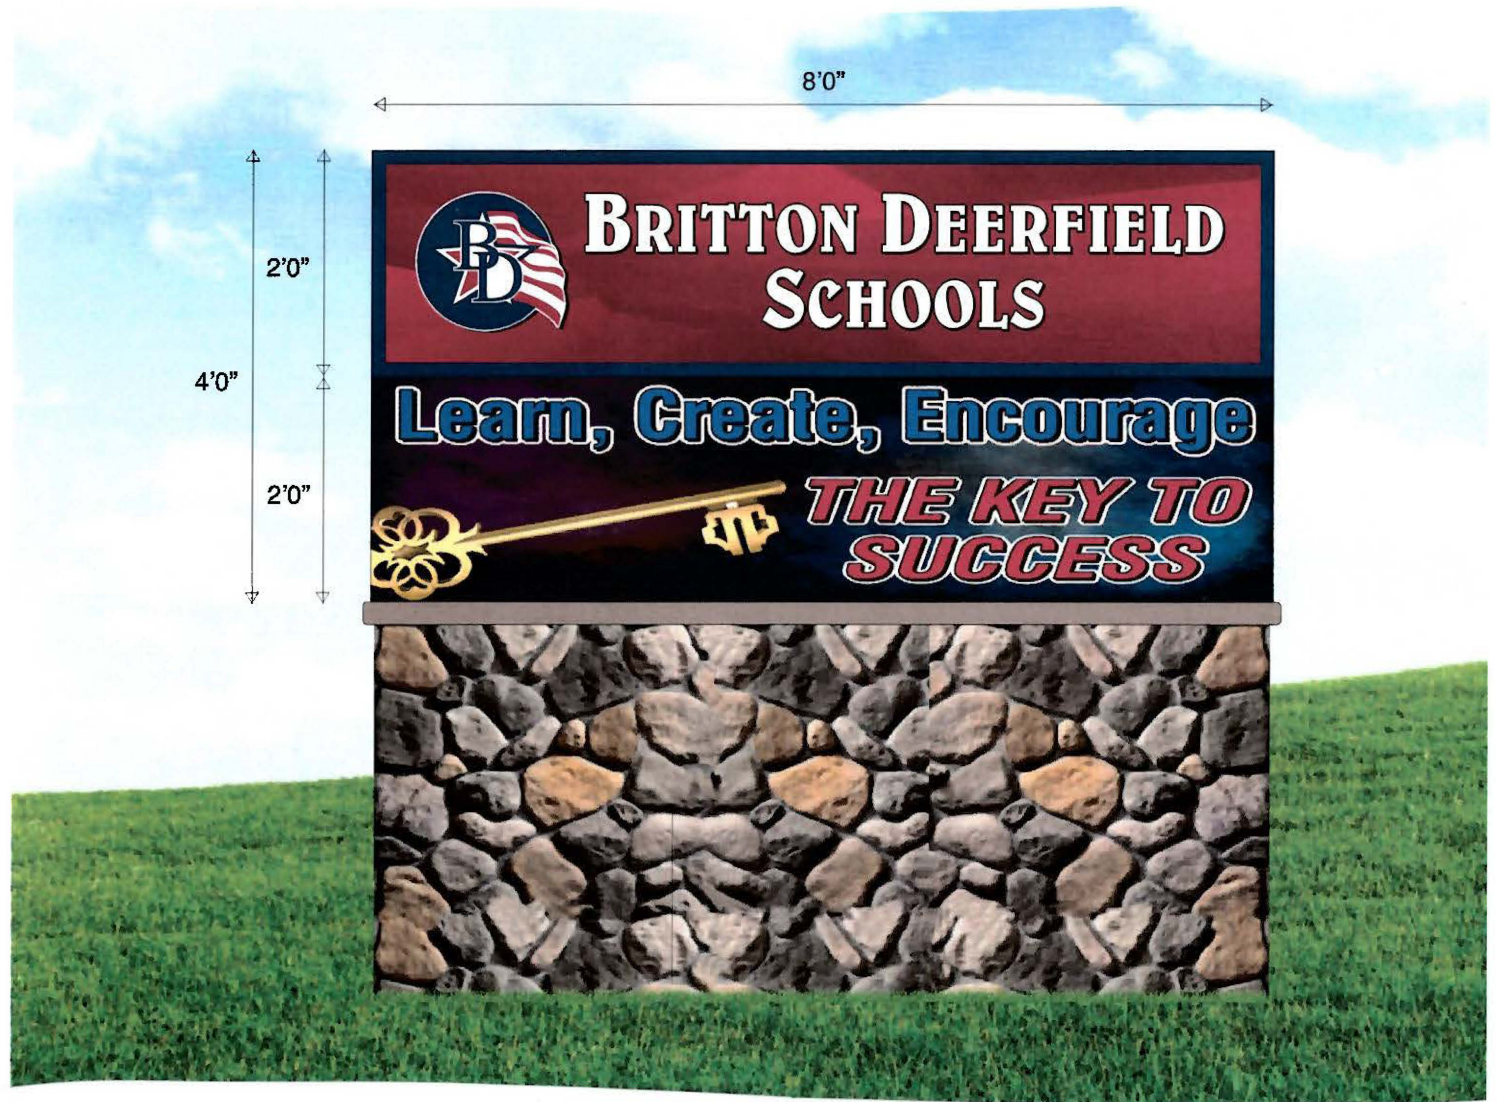 8'0"
2'0"
4'0"
2'0"
BD
BRITTON DEERFIELD
SCHOOLS
Learn, Create, Encourage
THE KEY TO
SUCCESS